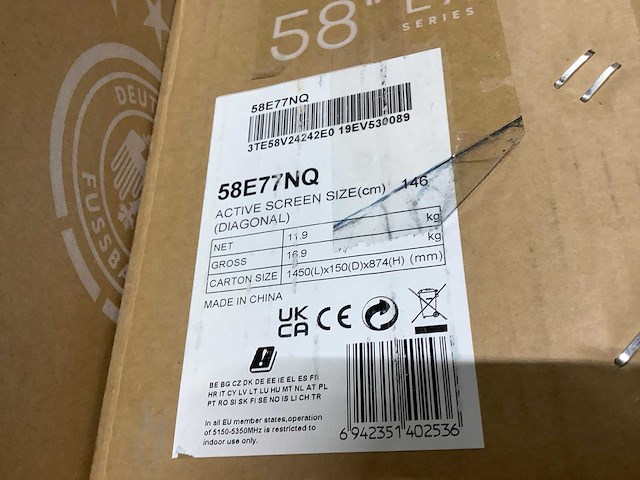 58" E7
SERIES
DEUT
FUSSB
58E77NQ
3TE58V24242E0 19EV530089
58E77NQ
ACTIVE SCREEN SIZE(cm) 146
(DIAGONAL)
NET 11.9 kg
GROSS 16.9 kg
CARTON SIZE 1450(L)x150(D)x874(H) (mm)
MADE IN CHINA
UK
CA CE
BE BG CZ DK DE EE IE EL ES FI
HR IT CY LV LT LU HU MT NL AT PL
PT RO SI SK FI SE NO IS LI CH TR
In all EU member states,operation
of 5150-5350MHz is restricted to
indoor use only.
6 942351 402536